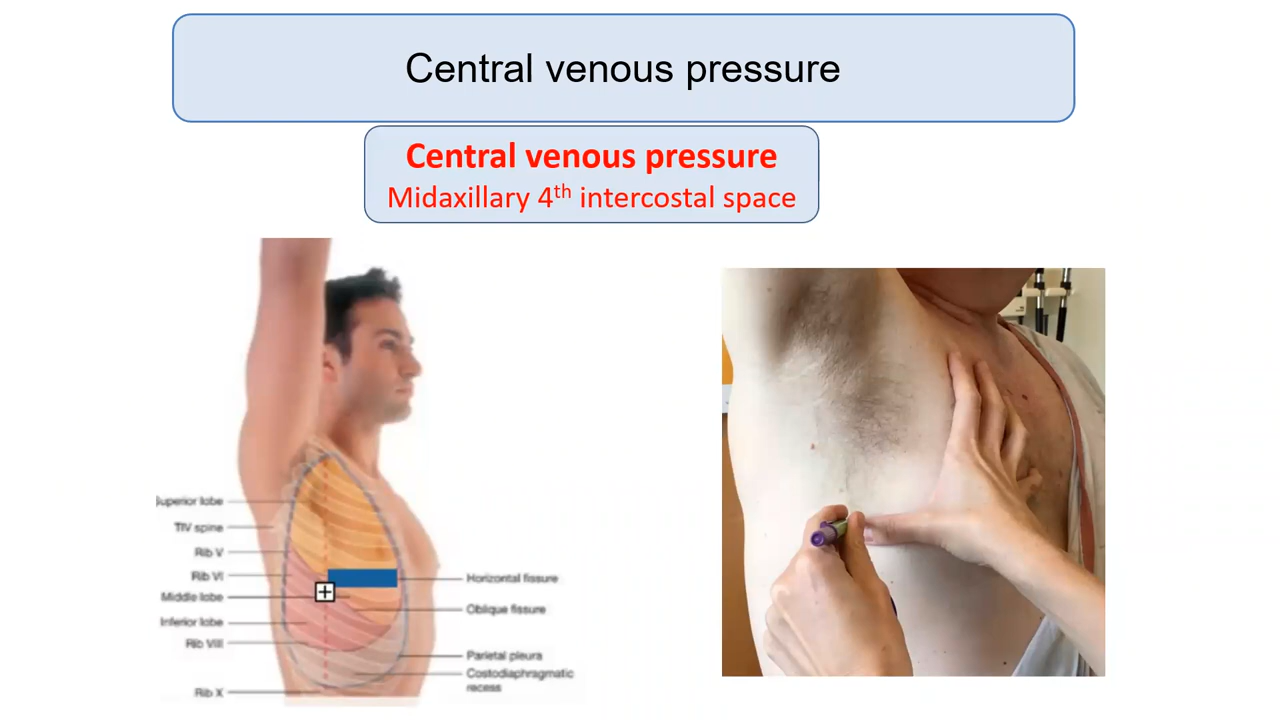 Central venous pressure
Central venous pressure
Midaxillary 4th intercostal space
Superior lobe
TIV spine
Rib V
Rib VI
Middle lobe
Inferior lobe
Rib VIII
Rib X
Horizontal fissure
Oblique fissure
Parietal pleura
Costodiaphragmatic
recess